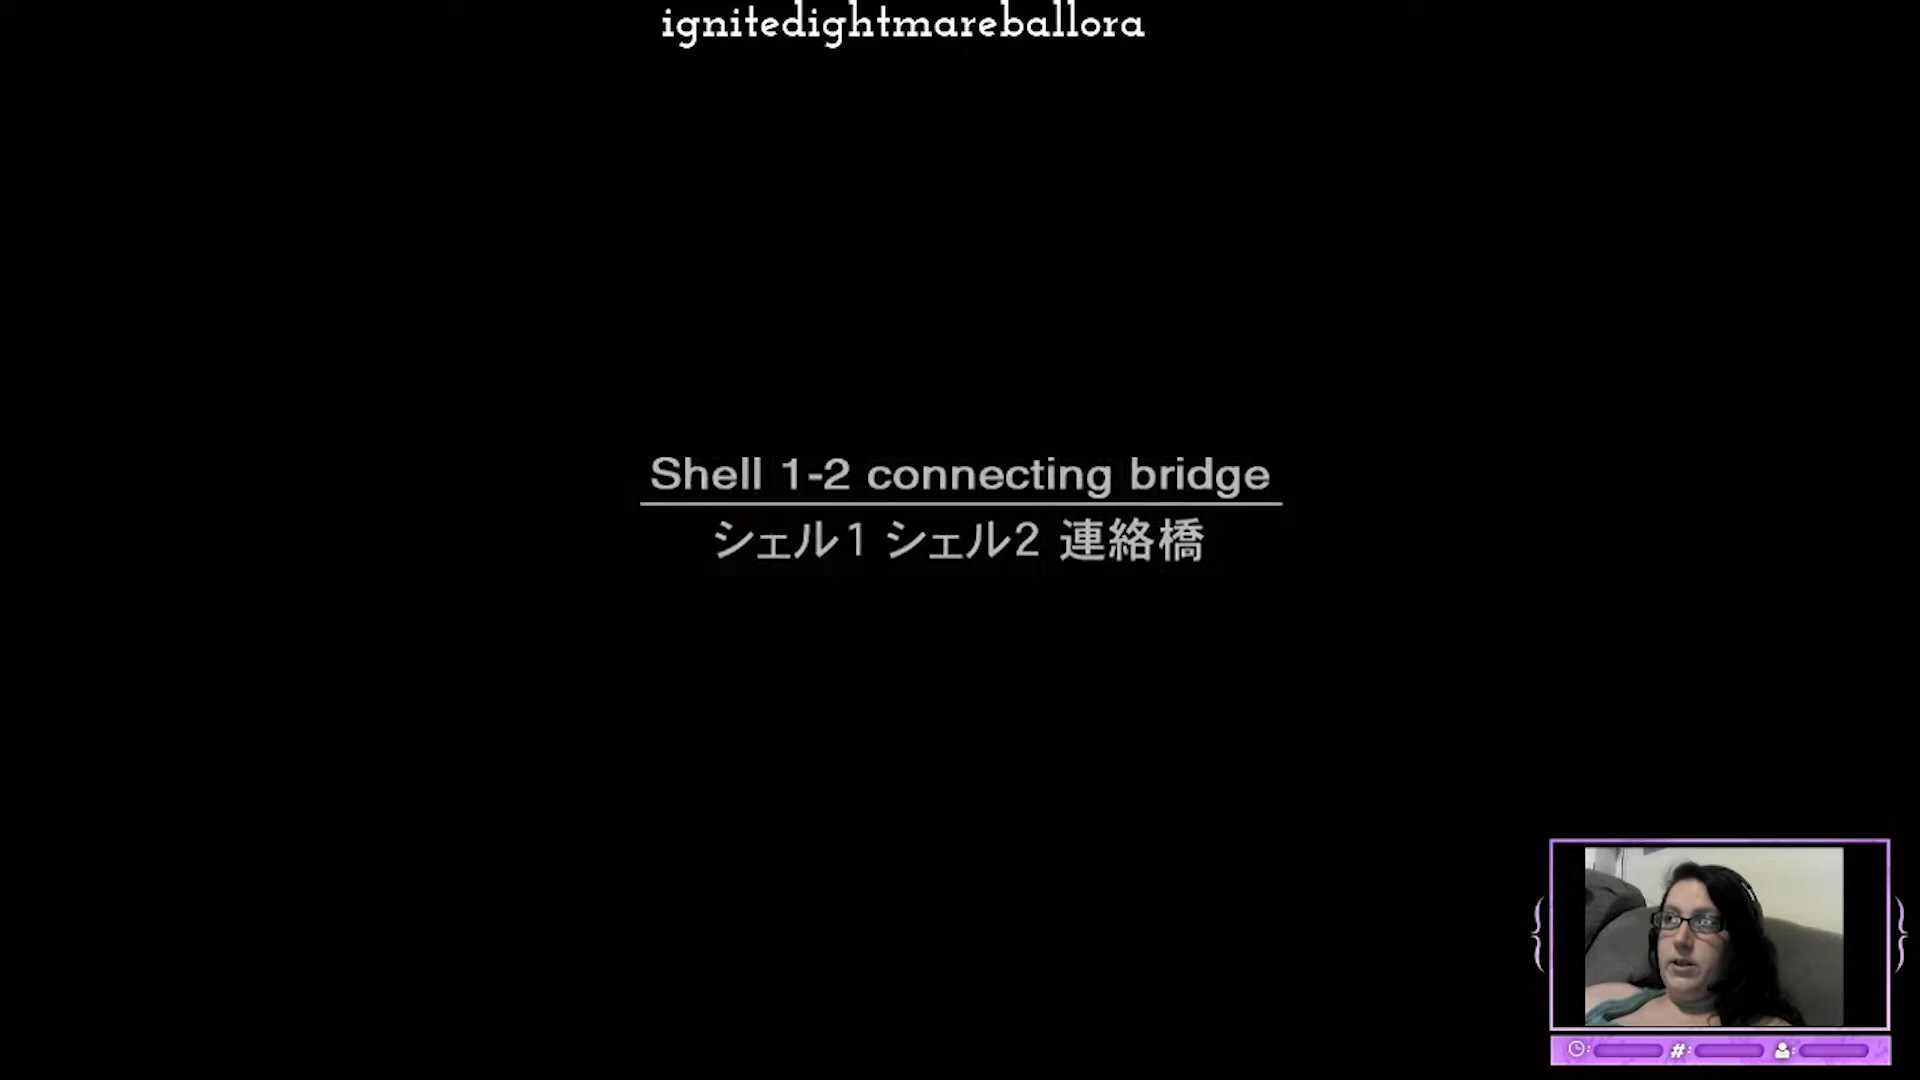 ignitedightmareballora
Shell 1-2 connecting bridge
シェル1 シェル2 連絡橋
#: